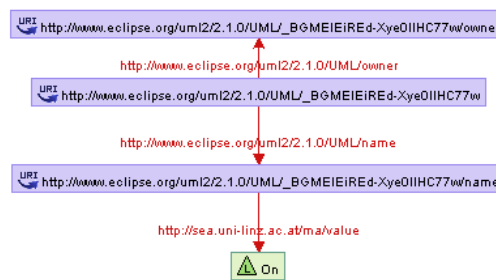 URI http://www.eclipse.org/uml2/2.1.0/UML/_BGMEIEiREd-Xye0IIHC77w/owne
http://www.eclipse.org/uml2/2.1.0/UML/owner
URI http://www.eclipse.org/uml2/2.1.0/UML/_BGMEIEiREd-Xye0IIHC77w
http://www.eclipse.org/uml2/2.1.0/UML/name
URI http://www.eclipse.org/uml2/2.1.0/UML/_BGMEIEiREd-Xye0IIHC77w/name
http://sea.uni-linz.ac.at/ma/value
L On